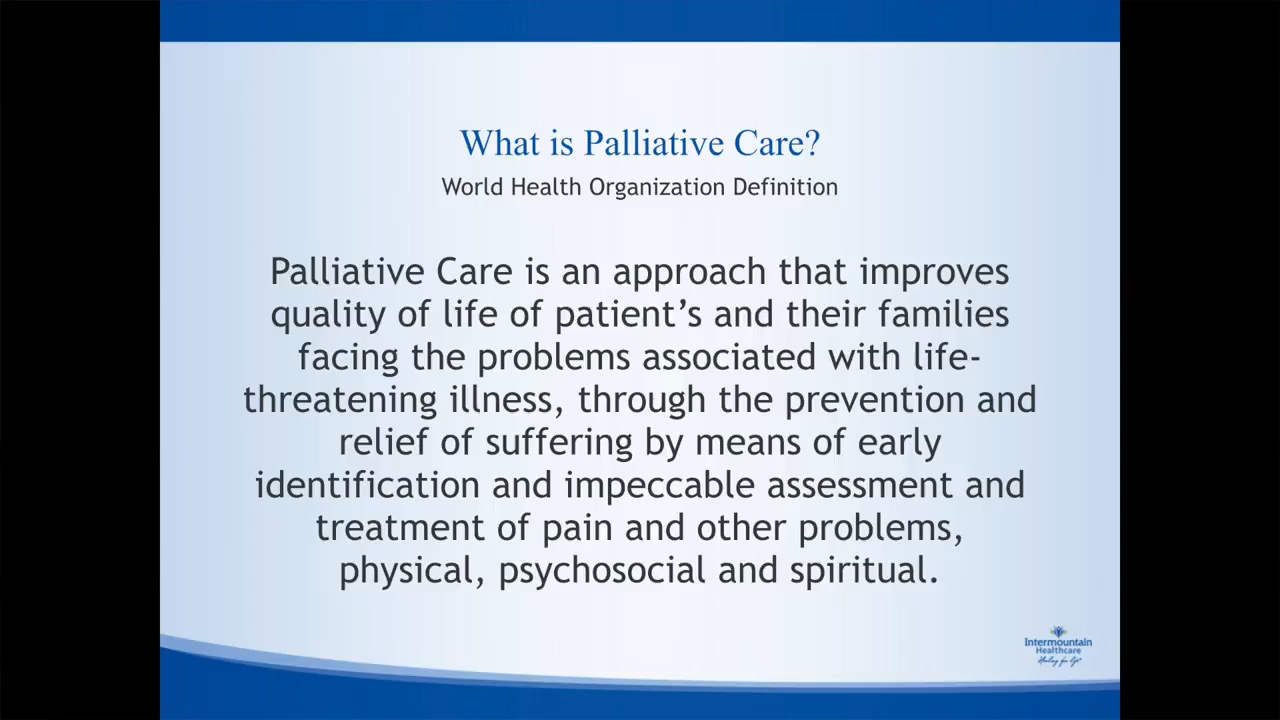 What is Palliative Care?
World Health Organization Definition
Palliative Care is an approach that improves
quality of life of patient’s and their families
facing the problems associated with life-
threatening illness, through the prevention and
relief of suffering by means of early
identification and impeccable assessment and
treatment of pain and other problems,
physical, psychosocial and spiritual.
Intermountain
Healthcare
Healing for life